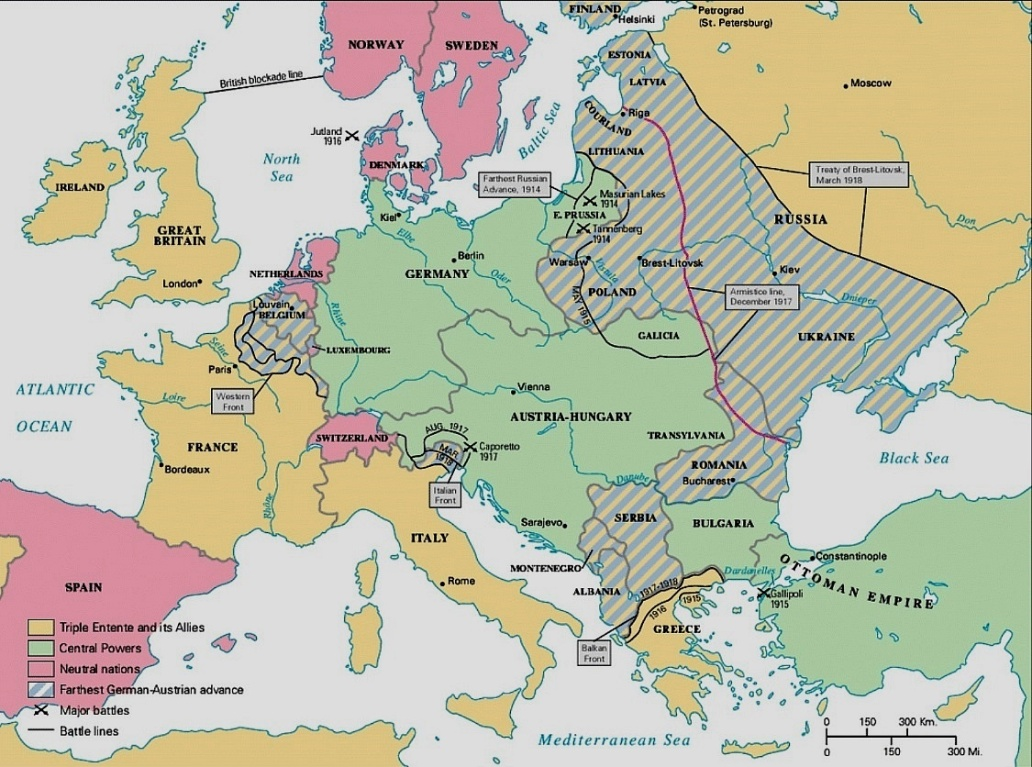 FINLAND
Helsinki
Petrograd
(St. Petersburg)
NORWAY
SWEDEN
ESTONIA
LATVIA
Moscow
British blockade line
COURLAND
Riga
Jutland
1916
Baltic Sea
North
Sea
DENMARK
LITHUANIA
Treaty of Brest-Litovsk,
March 1918
Farthest Russian
Advance, 1914
Masurian Lakes
1914
IRELAND
GREAT
BRITAIN
Kiel
Elbe
E. PRUSSIA
Tannenberg
1914
RUSSIA
Don
London
NETHERLANDS
Berlin
GERMANY
Oder
Warsaw
Vistula
Brest-Litovsk
Kiev
POLAND
Armistice line,
December 1917
Dnieper
Louvain
BELGIUM
Rhine
MAY 1915
GALICIA
UKRAINE
LUXEMBOURG
Seine
Paris
ATLANTIC
OCEAN
Loire
Western
Front
Vienna
AUSTRIA-HUNGARY
FRANCE
SWITZERLAND
AUG. 1917
Caporetto
1917
MAR.
1918
TRANSYLVANIA
Bordeaux
Italian
Front
ROMANIA
Bucharest
Danube
Black Sea
Rhône
Sarajevo
SERBIA
BULGARIA
ITALY
MONTENEGRO
Constantinople
OTTOMAN EMPIRE
Dardanelles
SPAIN
Rome
ALBANIA
1917-1918
1916
1915
Gallipoli
1915
GREECE
Balkan
Front
Triple Entente and its Allies
Central Powers
Neutral nations
Farthest German-Austrian advance
Major battles
Battle lines
Mediterranean Sea
0 150 300 Km.
0 150 300 Mi.